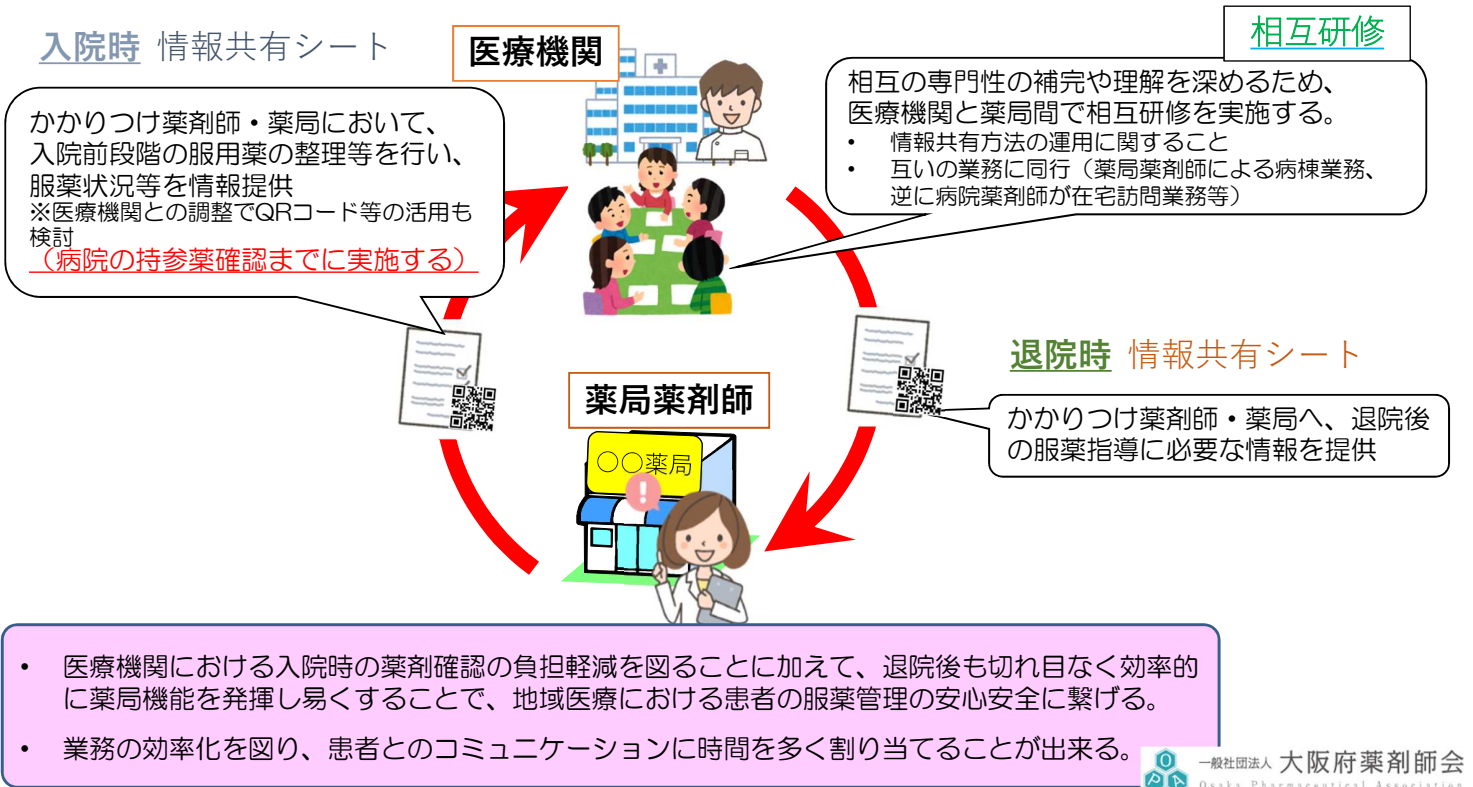 入院時 情報共有シート
医療機関
相互研修
かかりつけ薬剤師・薬局において、
入院前段階の服用薬の整理等を行い、
服薬状況等を情報提供
※医療機関との調整でQRコード等の活用も
検討
（病院の持参薬確認までに実施する）
相互の専門性の補完や理解を深めるため、
医療機関と薬局間で相互研修を実施する。
• 情報共有方法の運用に関すること
• 互いの業務に同行（薬局薬剤師による病棟業務、
逆に病院薬剤師が在宅訪問業務等）
退院時 情報共有シート
かかりつけ薬剤師・薬局へ、退院後
の服薬指導に必要な情報を提供
薬局薬剤師
〇〇薬局
• 医療機関における入院時の薬剤確認の負担軽減を図ることに加えて、退院後も切れ目なく効率的
に薬局機能を発揮し易くすることで、地域医療における患者の服薬管理の安心安全に繋げる。
• 業務の効率化を図り、患者とのコミュニケーションに時間を多く割り当てることが出来る。
OPA
一般社団法人 大阪府薬剤師会
Osaka Pharmaceutical Association